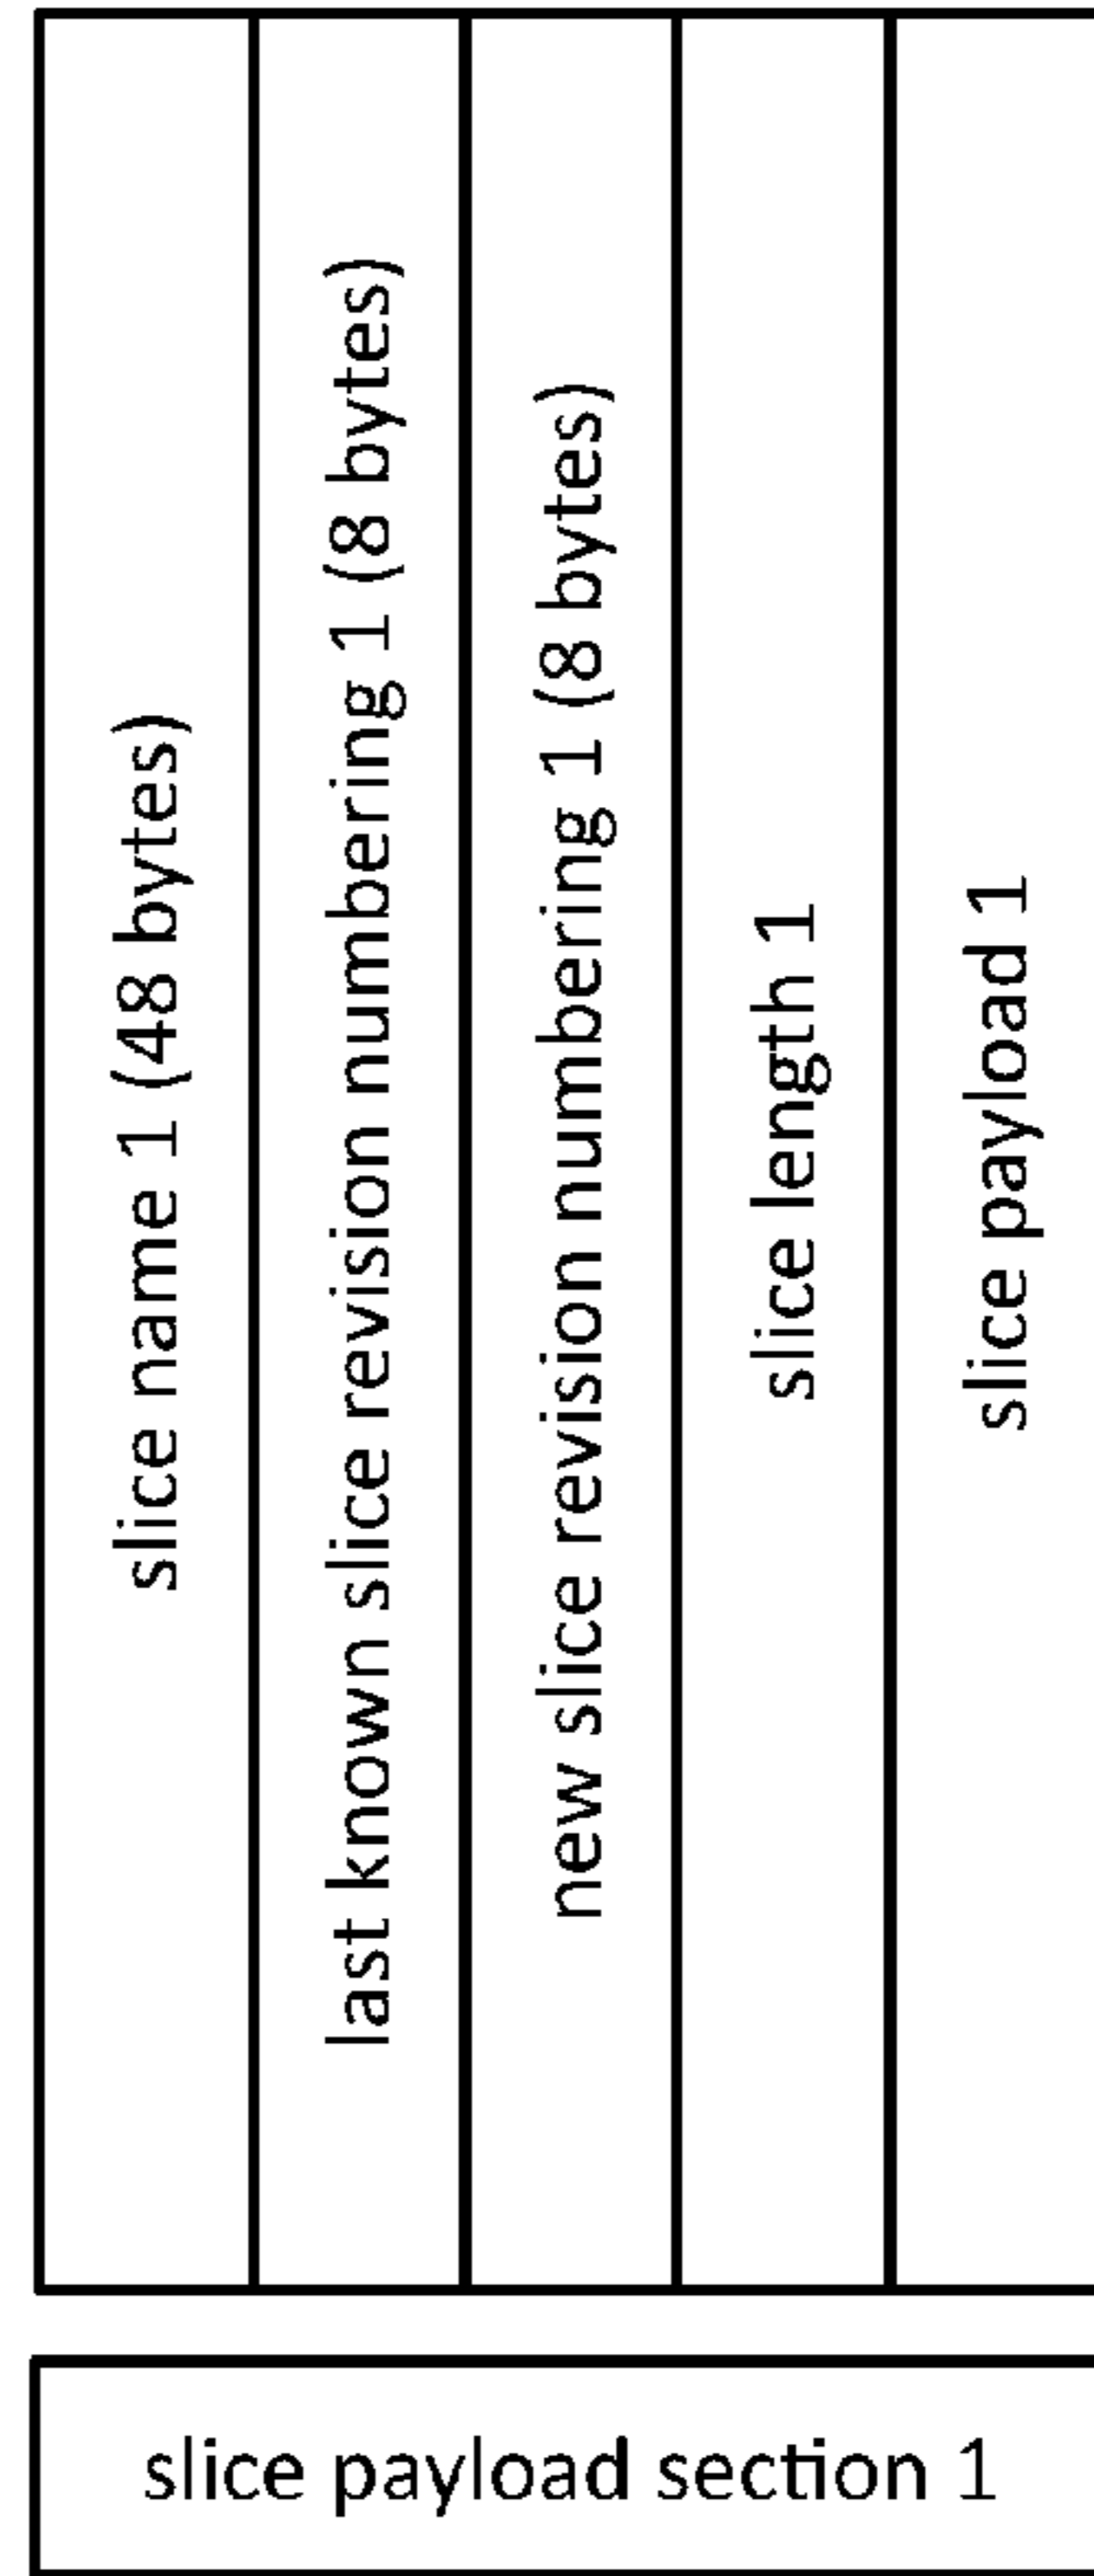 slice name 1 (48 bytes)
last known slice revision numbering 1 (8 bytes)
new slice revision numbering 1 (8 bytes)
slice length 1
slice payload 1
slice payload section 1